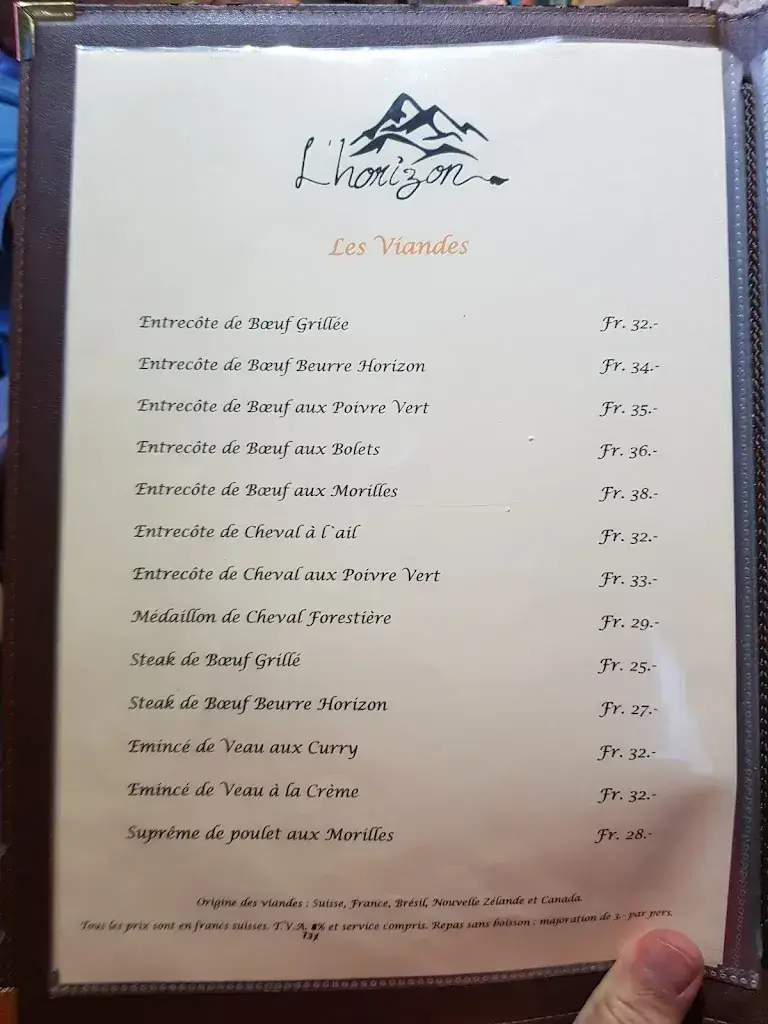 L'horizon
Les Viandes
Entrecôte de Bœuf Grillée Fr. 32.-
Entrecôte de Bœuf Beurre Horizon Fr. 34.-
Entrecôte de Bœuf aux Poivre Vert Fr. 35.-
Entrecôte de Bœuf aux Bolets Fr. 36.-
Entrecôte de Bœuf aux Morilles Fr. 38.-
Entrecôte de Cheval à l`ail Fr. 32.-
Entrecôte de Cheval aux Poivre Vert Fr. 33.-
Médaillon de Cheval Forestière Fr. 29.-
Steak de Bœuf Grillé Fr. 25.-
Steak de Bœuf Beurre Horizon Fr. 27.-
Emincé de Veau aux Curry Fr. 32.-
Emincé de Veau à la Crème Fr. 32.-
Suprême de poulet aux Morilles Fr. 28.-
Origine des viandes : Suisse, France, Brésil, Nouvelle Zélande et Canada.
Tous les prix sont en francs suisses. T.V.A. 8% et service compris. Repas sans boisson : majoration de 3.- par pers.